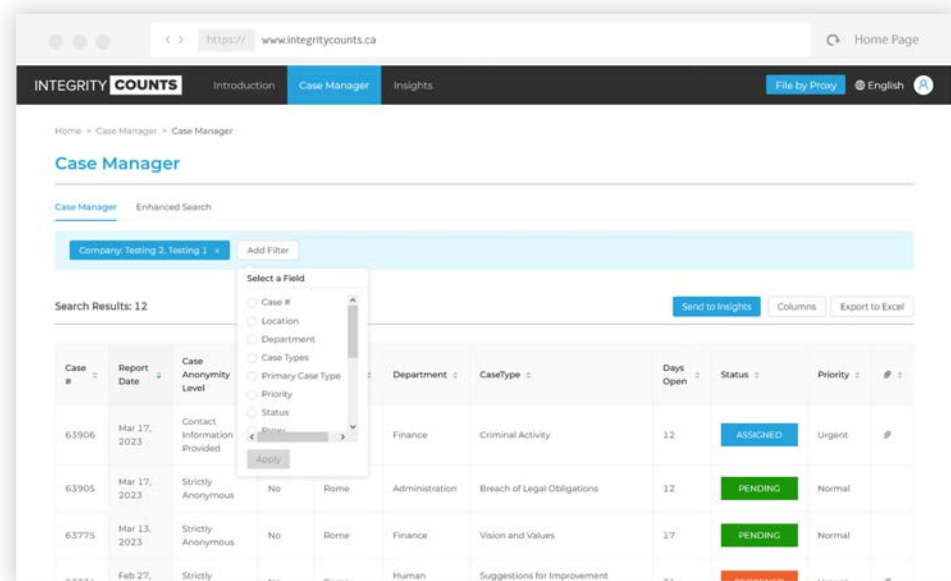 https:// www.integritycounts.ca Home Page
INTEGRITY COUNTS Introduction Case Manager Insights File by Proxy English
Home > Case Manager > Case Manager
Case Manager
Case Manager Enhanced Search
Company: Testing 2, Testing 1 x Add Filter
Select a Field
Case #
Location
Department
Case Types
Primary Case Type
Priority
Status
Proxy
Apply
Search Results: 12 Send to Insights Columns Export to Excel
Case # Report Date Case Anonymity Level Department CaseType Days Open Status Priority
63906 Mar 17, 2023 Contact Information Provided Finance Criminal Activity 12 ASSIGNED Urgent
63905 Mar 17, 2023 Strictly Anonymous No Rome Administration Breach of Legal Obligations 12 PENDING Normal
63775 Mar 13, 2023 Strictly Anonymous No Rome Finance Vision and Values 17 PENDING Normal
Feb 27, Strictly Human Suggestions for Improvement